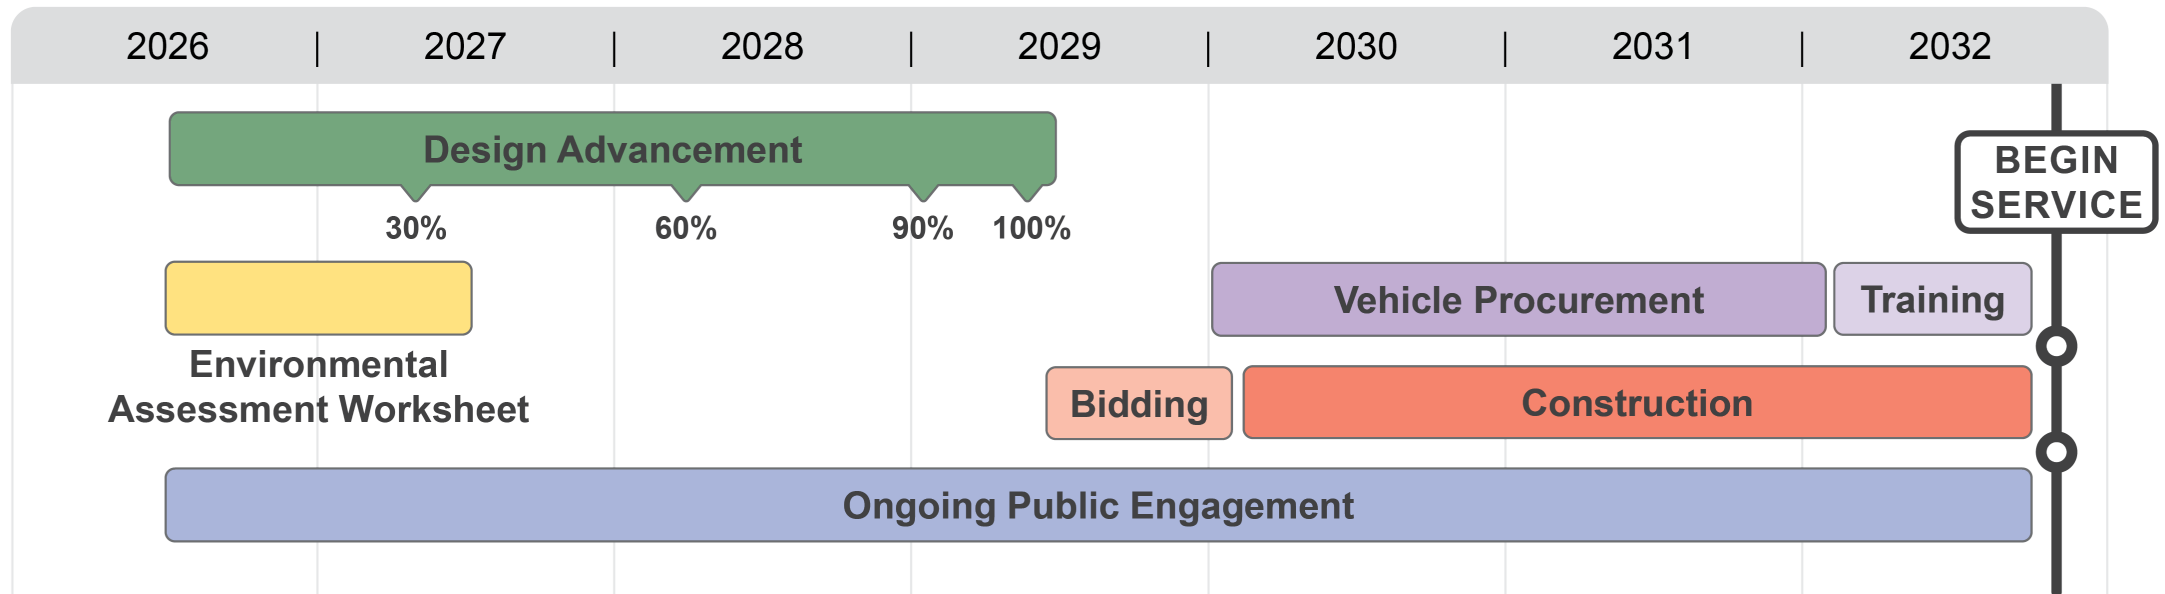 2026 | 2027 | 2028 | 2029 | 2030 | 2031 | 2032
Design Advancement
30% 60% 90% 100%
BEGIN
SERVICE
Vehicle Procurement
Training
Environmental
Assessment Worksheet
Bidding
Construction
Ongoing Public Engagement